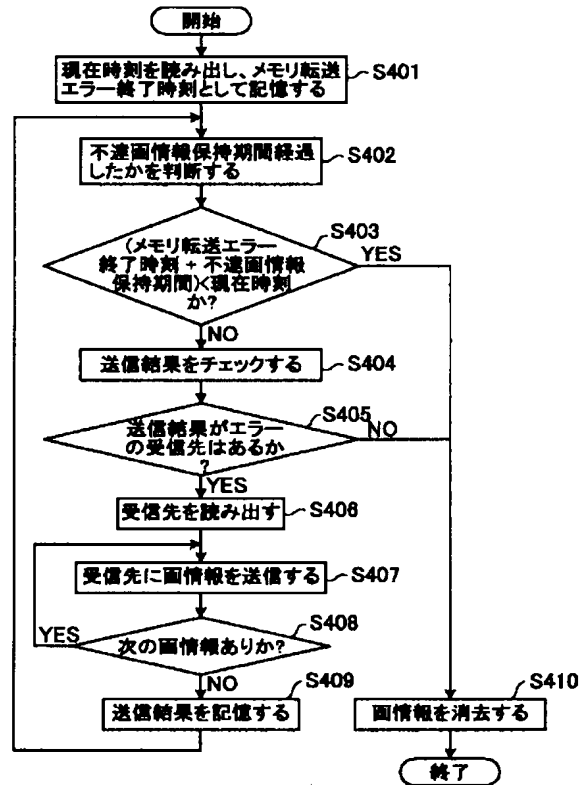 開始
現在時刻を読み出し、メモリ転送
エラー終了時刻として記憶する
S401
不達画情報保持期間経過
したかを判断する
S402
S403
(メモリ転送エラー
終了時刻 + 不達画情報
保持期間)<現在時刻
か?
YES
NO
送信結果をチェックする
S404
S405
送信結果がエラー
の受信先はあるか
?
NO
YES
受信先を読み出す
S406
受信先に画情報を送信する
S407
S408
次の画情報ありか?
YES
NO
S409
送信結果を記憶する
S410
画情報を消去する
終了